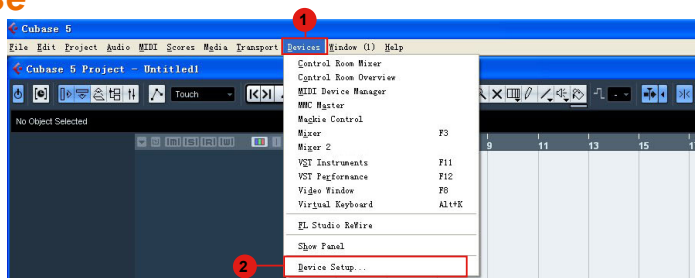 se
1
Cubase 5
File Edit Project Audio MIDI Scores Media Transport Devices Window (1) Help
Cubase 5 Project - Untitled1
Touch
No Object Selected
9 11 13 15 17
Control Room Mixer
Control Room Overview
MIDI Device Manager
MMC Master
Magkie Control
Mixer F3
Mixer 2
VST Instruments F11
VST Performance F12
Video Window F8
Virtual Keyboard Alt+K
FL Studio ReWire
Show Panel
2
Device Setup...